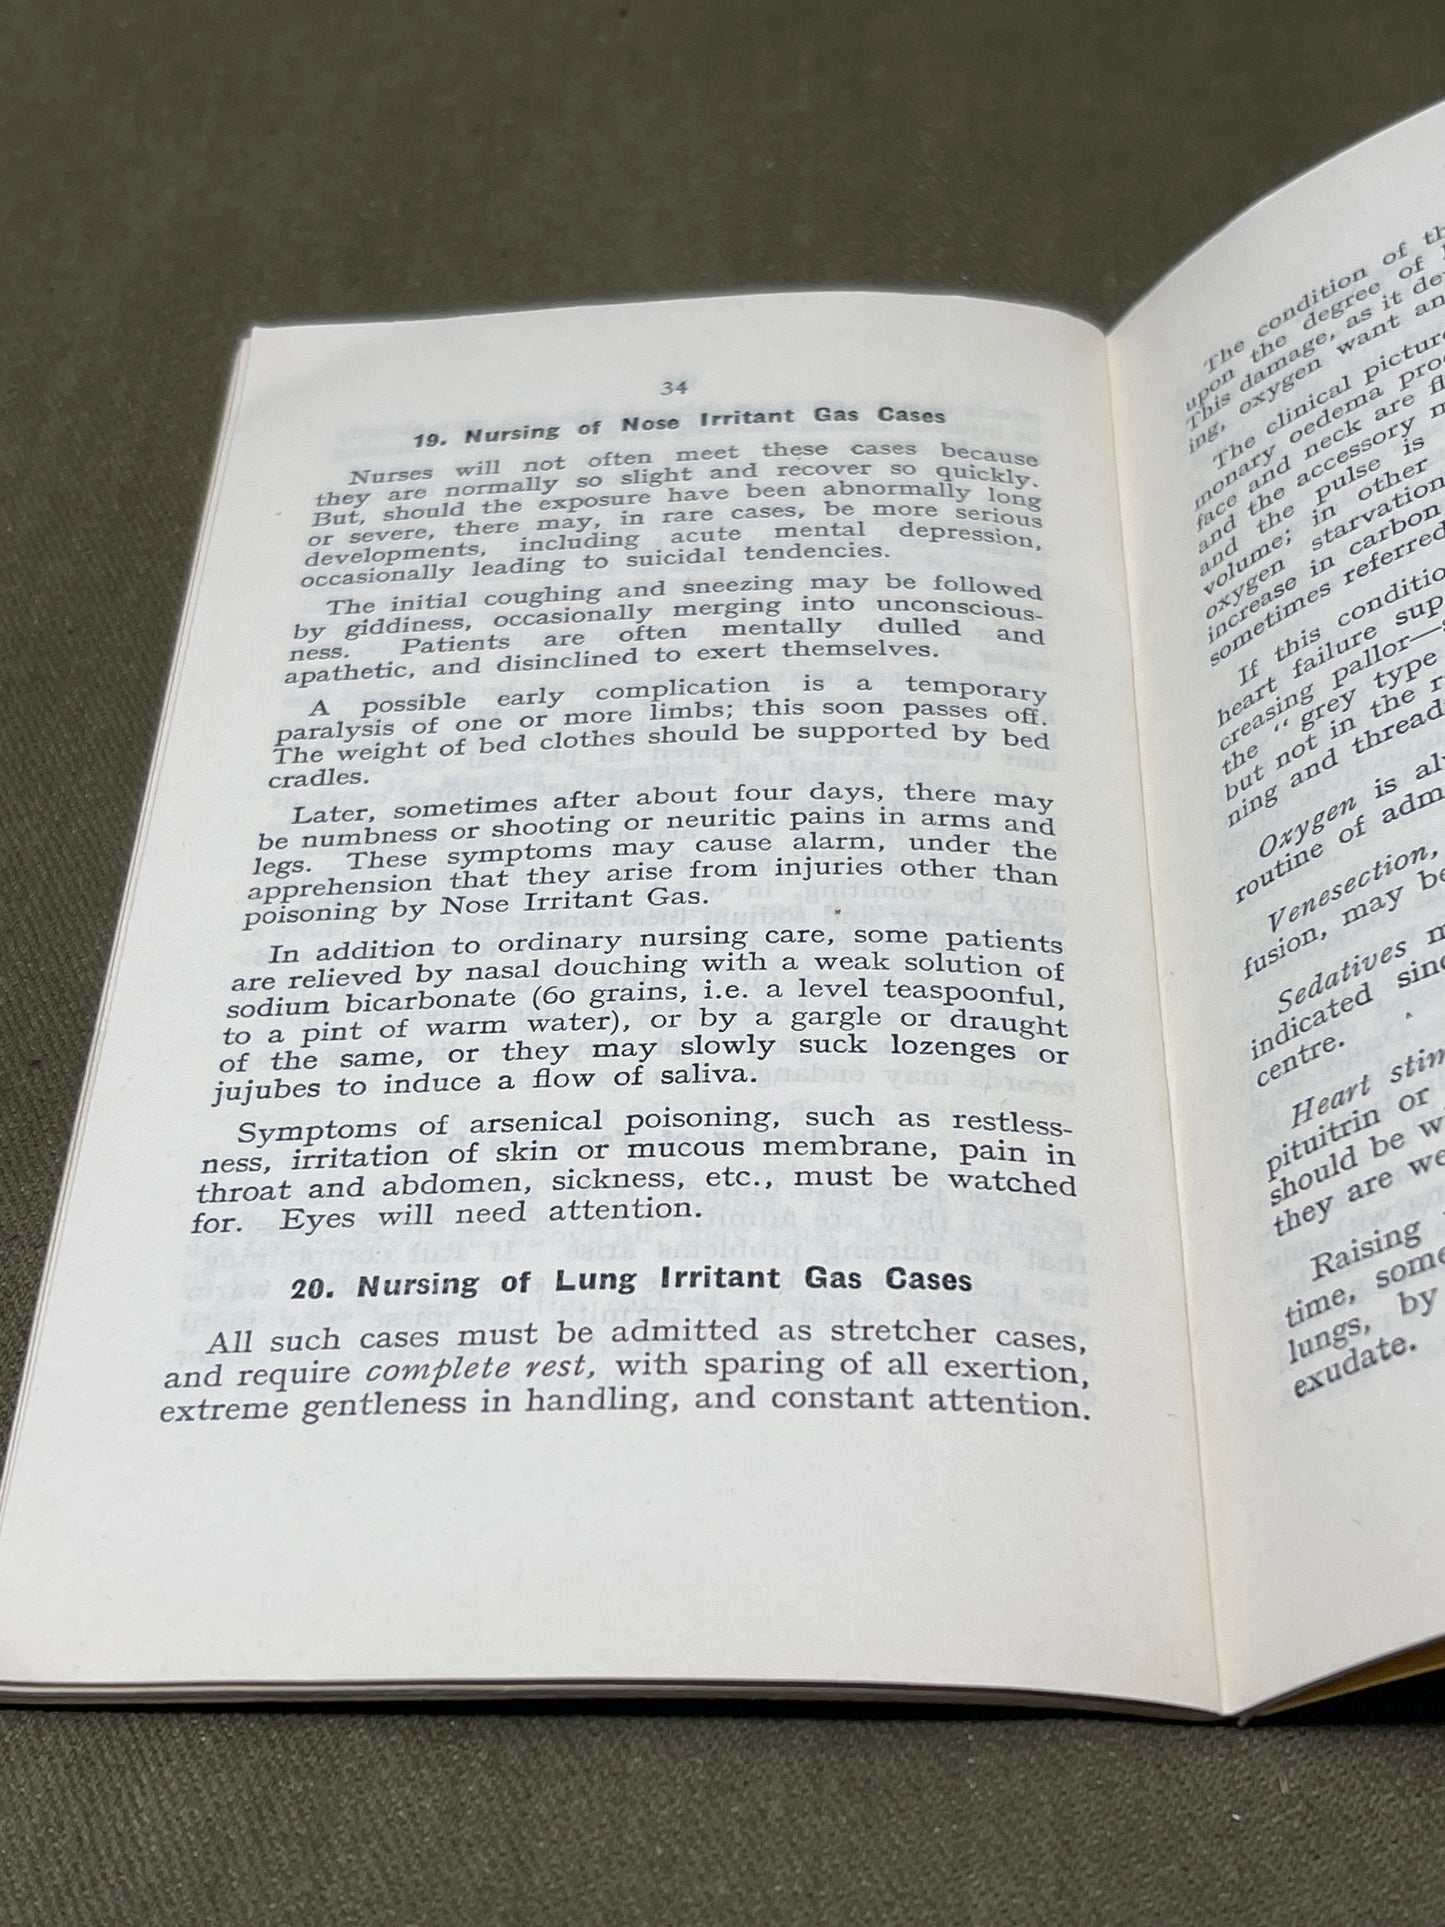 34
19. Nursing of Nose Irritant Gas Cases
Nurses will not often meet these cases because
they are normally so slight and recover so quickly.
But, should the exposure have been abnormally long
or severe, there may, in rare cases, be more serious
developments, including acute mental depression,
occasionally leading to suicidal tendencies.
The initial coughing and sneezing may be followed
by giddiness, occasionally merging into unconscious-
ness. Patients are often mentally dulled and
apathetic, and disinclined to exert themselves.
A possible early complication is a temporary
paralysis of one or more limbs; this soon passes off.
The weight of bed clothes should be supported by bed
cradles.
Later, sometimes after about four days, there may
be numbness or shooting or neuritic pains in arms and
legs. These symptoms may cause alarm, under the
apprehension that they arise from injuries other than
poisoning by Nose Irritant Gas.
In addition to ordinary nursing care, some patients
are relieved by nasal douching with a weak solution of
sodium bicarbonate (60 grains, i.e. a level teaspoonful,
to a pint of warm water), or by a gargle or draught
of the same, or they may slowly suck lozenges or
jujubes to induce a flow of saliva.
Symptoms of arsenical poisoning, such as restless-
ness, irritation of skin or mucous membrane, pain in
throat and abdomen, sickness, etc., must be watched
for. Eyes will need attention.
20. Nursing of Lung Irritant Gas Cases
All such cases must be admitted as stretcher cases,
and require complete rest, with sparing of all exertion,
extreme gentleness in handling, and constant attention.
The condition of
upon the degree of
This damage, as it
ing, oxygen want
The clinical
monary oedema
face and neck are
and the accessory
and the pulse is
volume; in other
oxygen starvation
increase in carbon
sometimes referred
If this
heart failure
creasing pallor—
the "grey type
but not in the
ning and
Oxygen is
routine of
Venesection,
fusion, may
Sedatives
indicated
centre.
Heart
pituitrin or
should be
they are
Raising
time,
lungs, by
exudate.